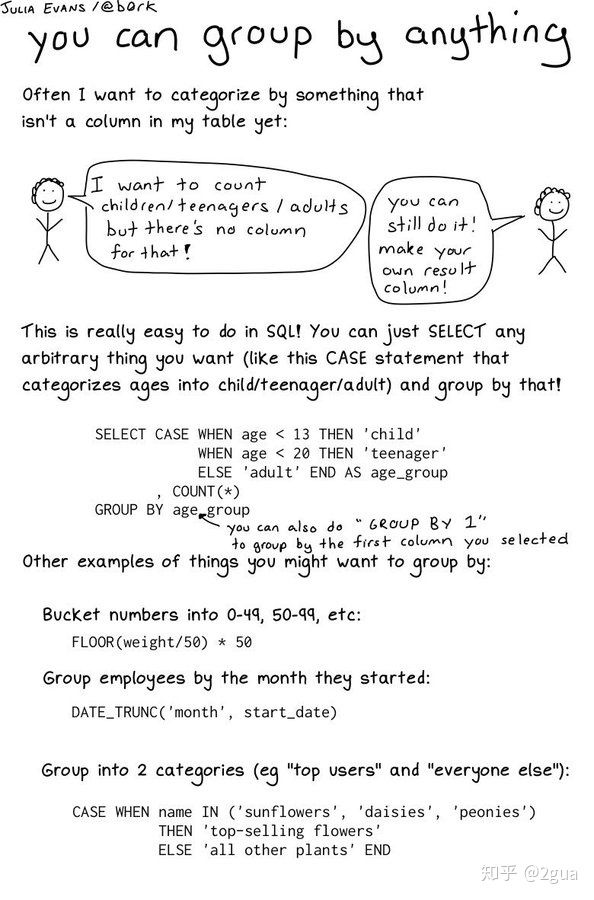 JULIA EVANS / @b0rk
you can group by anything
Often I want to categorize by something that
isn't a column in my table yet:
I want to count
children/teenagers/adults
but there's no column
for that!
you can
still do it!
make your
own result
column!
This is really easy to do in SQL! You can just SELECT any
arbitrary thing you want (like this CASE statement that
categorizes ages into child/teenager/adult) and group by that!
SELECT CASE WHEN age < 13 THEN 'child'
WHEN age < 20 THEN 'teenager'
ELSE 'adult' END AS age_group
, COUNT(*)
GROUP BY age_group
you can also do "GROUP BY 1"
to group by the first column you selected
Other examples of things you might want to group by:
Bucket numbers into 0-49, 50-99, etc:
FLOOR(weight/50) * 50
Group employees by the month they started:
DATE_TRUNC('month', start_date)
Group into 2 categories (eg "top users" and "everyone else"):
CASE WHEN name IN ('sunflowers', 'daisies', 'peonies')
THEN 'top-selling flowers'
ELSE 'all other plants' END
知乎 @2gua